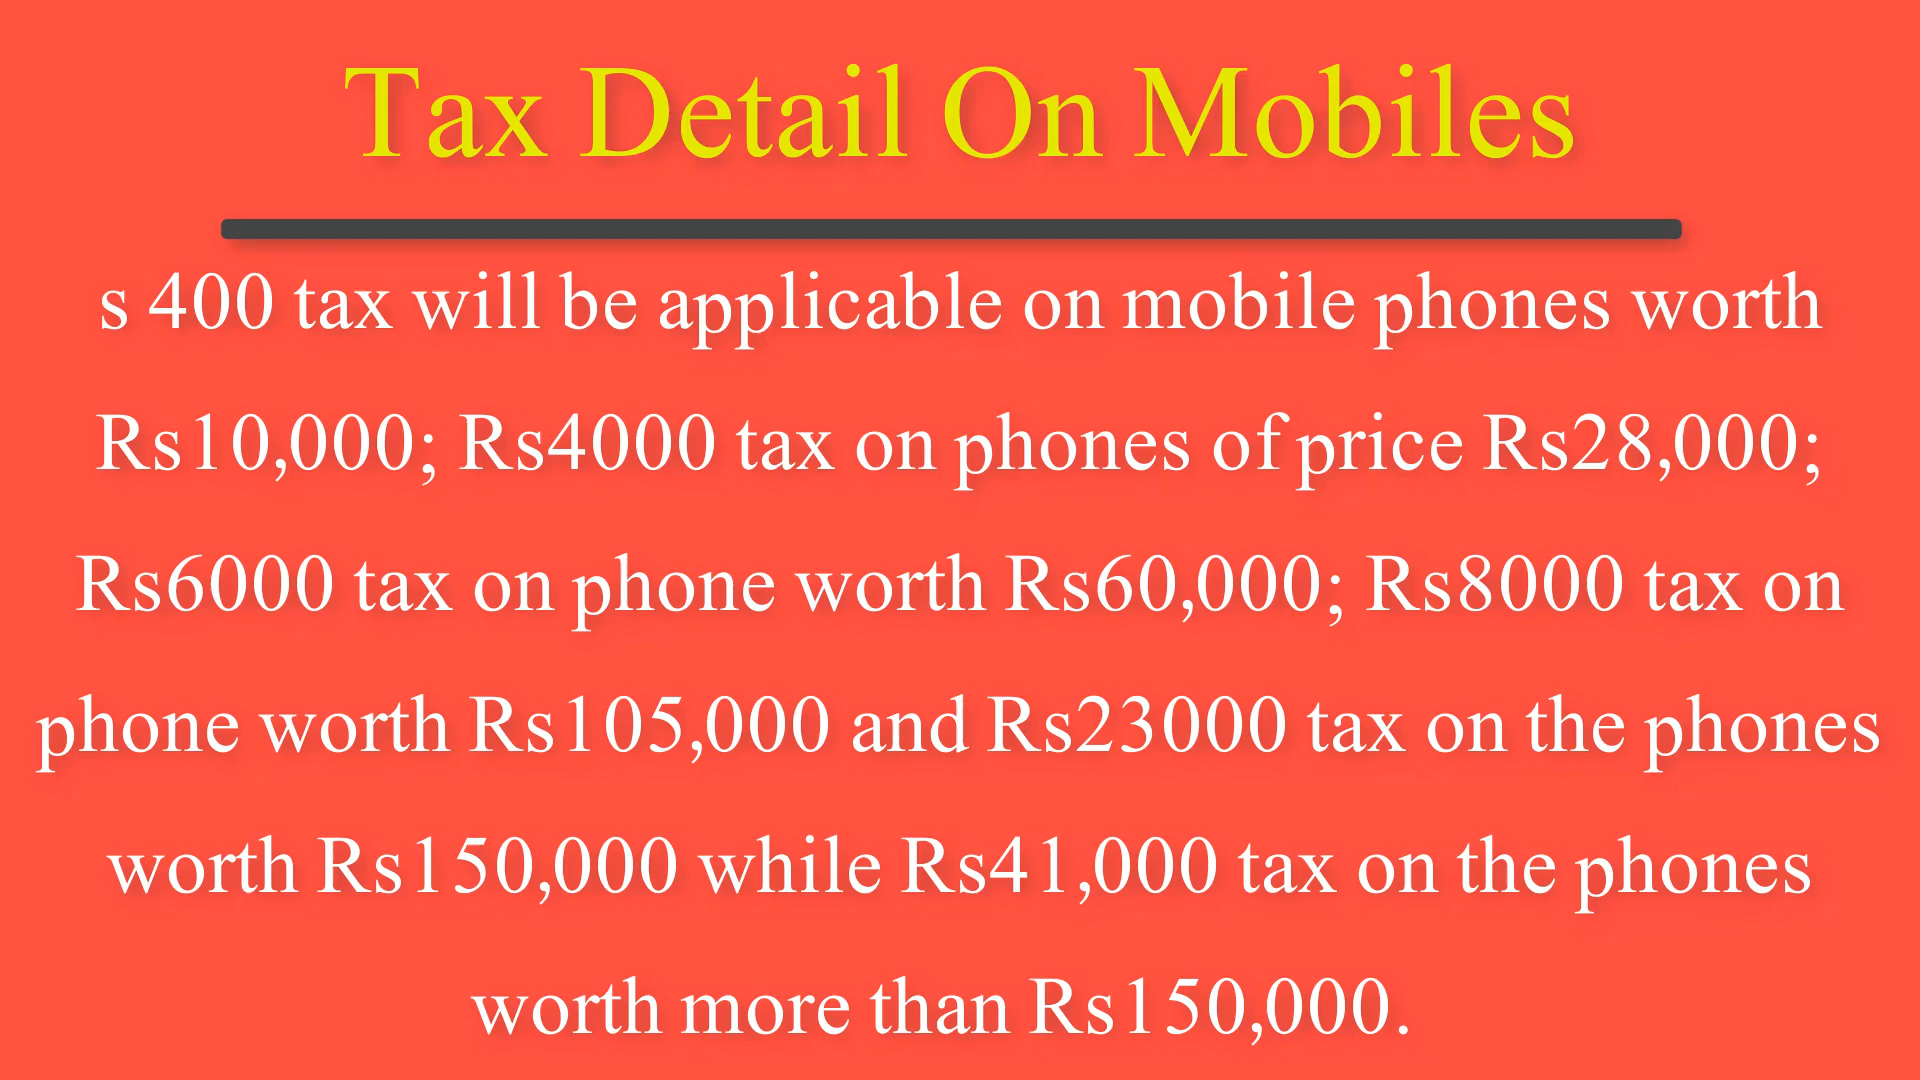 Tax Detail On Mobiles
s 400 tax will be applicable on mobile phones worth
Rs10,000; Rs4000 tax on phones of price Rs28,000;
Rs6000 tax on phone worth Rs60,000; Rs8000 tax on
phone worth Rs105,000 and Rs23000 tax on the phones
worth Rs150,000 while Rs41,000 tax on the phones
worth more than Rs150,000.